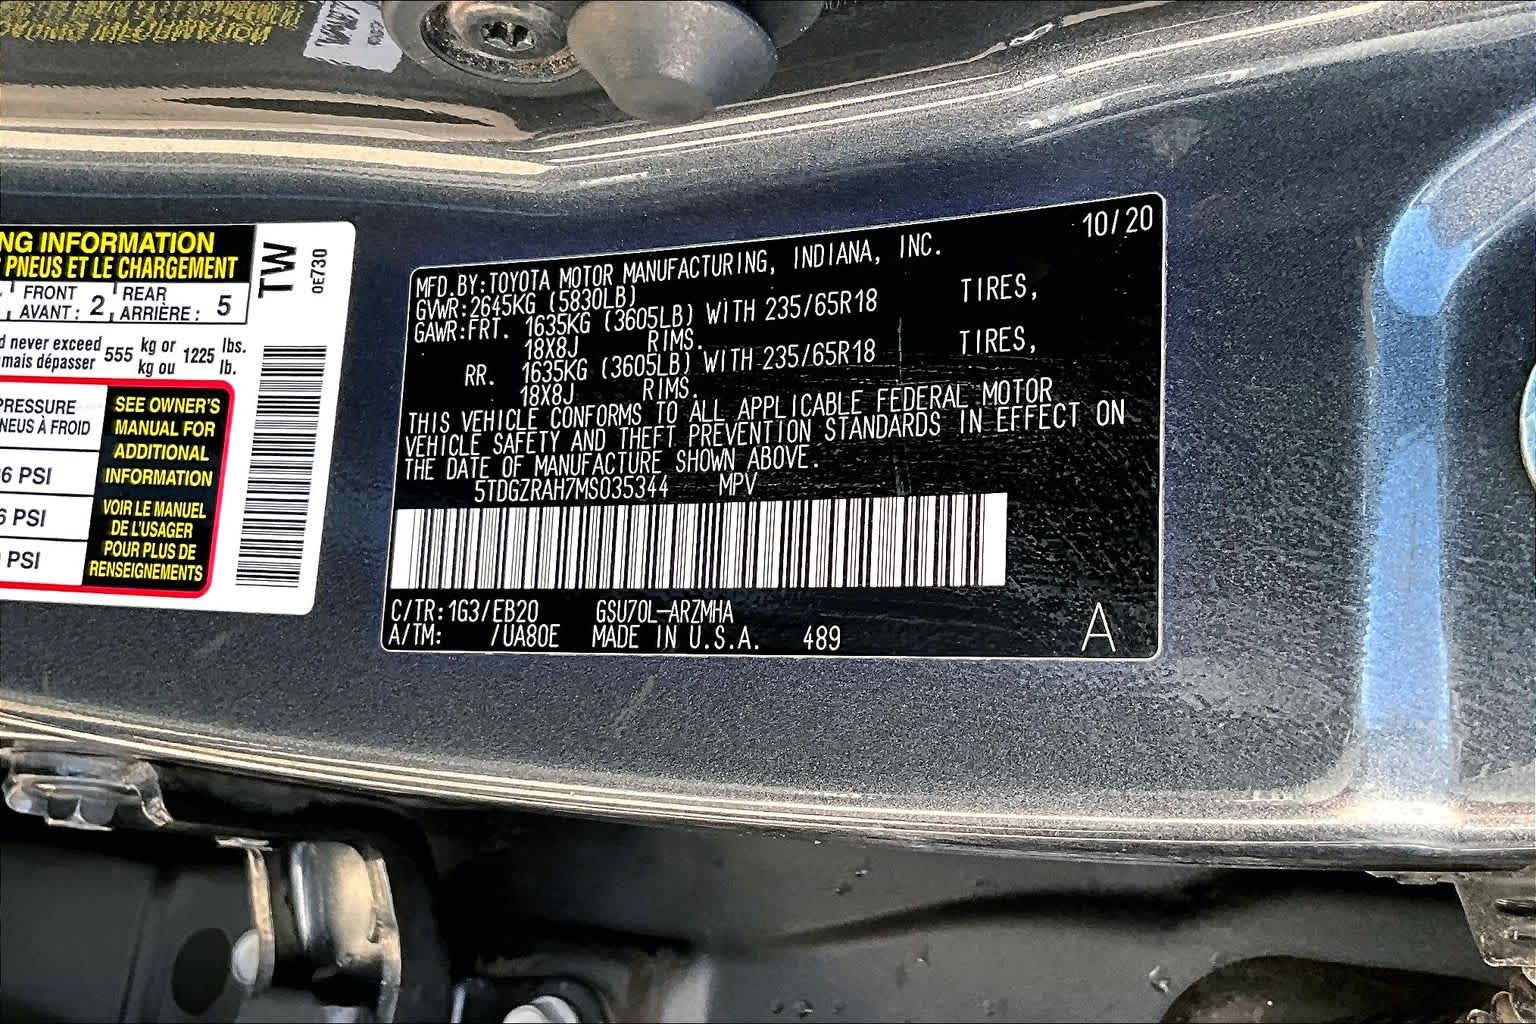 NG INFORMATION
PNEUS ET LE CHARGEMENT
FRONT
AVANT : 2
REAR
ARRIÈRE : 5
d never exceed
mais dépasser
555
kg or
kg ou
1225
lbs.
lb.
PRESSURE
NEUS À FROID
6 PSI
6 PSI
PSI
SEE OWNER'S
MANUAL FOR
ADDITIONAL
INFORMATION
VOIR LE MANUEL
DE L'USAGER
POUR PLUS DE
RENSEIGNEMENTS
TW
0E730
10/20
MFD.BY:TOYOTA MOTOR MANUFACTURING, INDIANA, INC.
GVWR:2645KG (5830LB)
GAWR:FRT. 1635KG (3605LB) WITH 235/65R18 TIRES,
18X8J RIMS.
RR. 1635KG (3605LB) WITH 235/65R18 TIRES,
18X8J RIMS.
THIS VEHICLE CONFORMS TO ALL APPLICABLE FEDERAL MOTOR
VEHICLE SAFETY AND THEFT PREVENTION STANDARDS IN EFFECT ON
THE DATE OF MANUFACTURE SHOWN ABOVE.
5TDGZRAH7MS035344 MPV
C/TR:1G3/EB20 GSU70L-ARZMHA
A/TM: /UA80E MADE IN U.S.A. 489
A